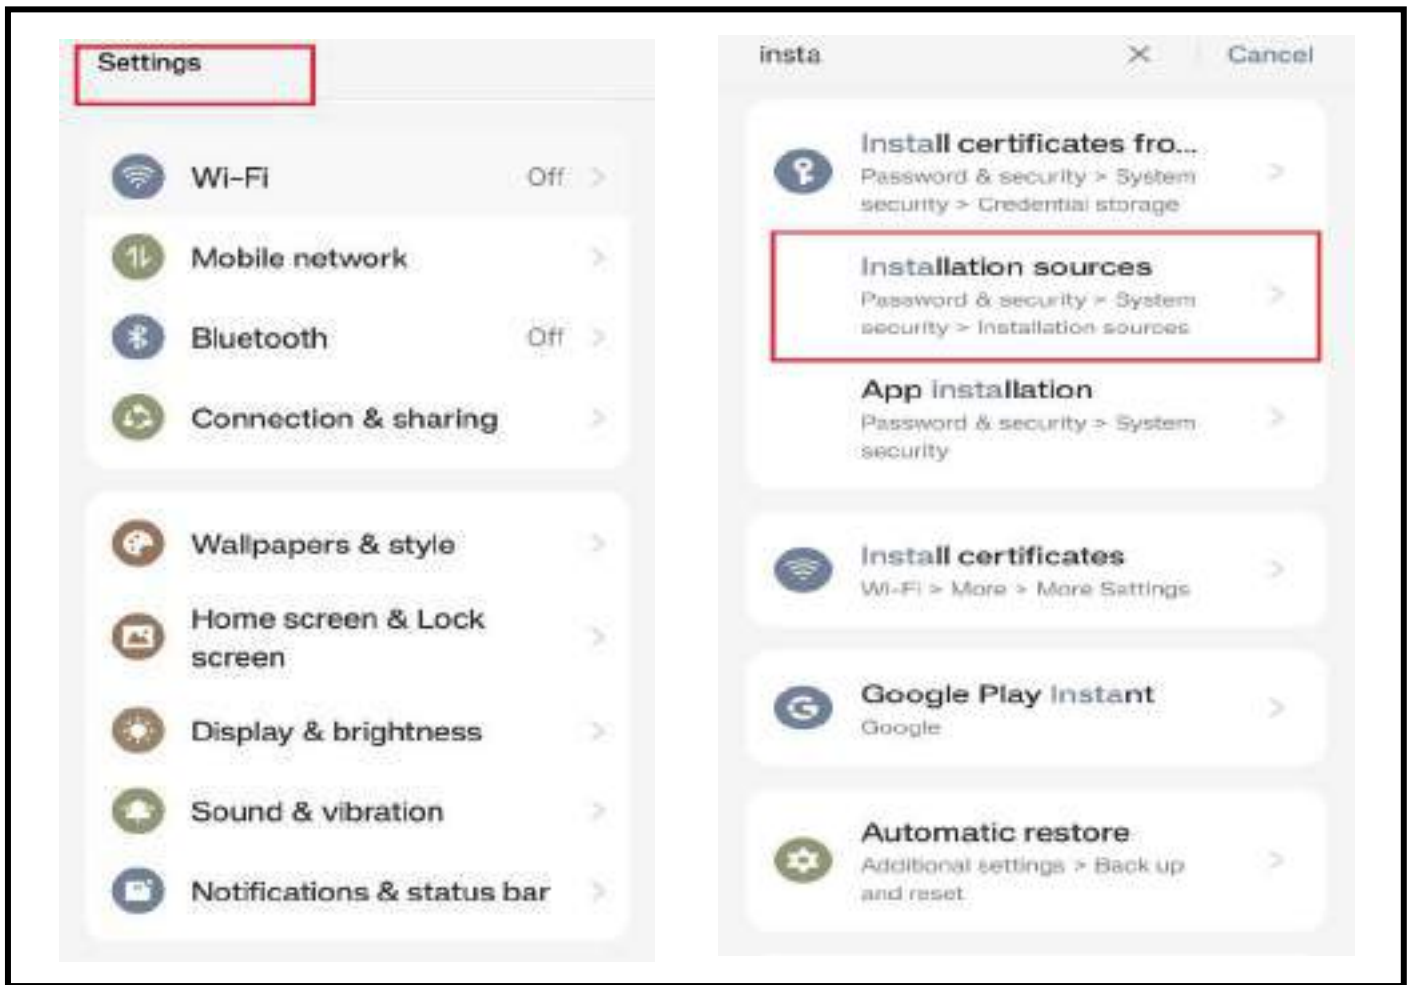 Settings
Wi-Fi Off
Mobile network
Bluetooth Off
Connection & sharing
Wallpapers & style
Home screen & Lock
screen
Display & brightness
Sound & vibration
Notifications & status bar
insta Cancel
Install certificates fro...
Password & security > System
security > Credential storage
Installation sources
Password & security > System
security > Installation sources
App installation
Password & security > System
security
Install certificates
Wi-Fi > More > More Settings
Google Play Instant
Google
Automatic restore
Additional settings > Back up
and reset